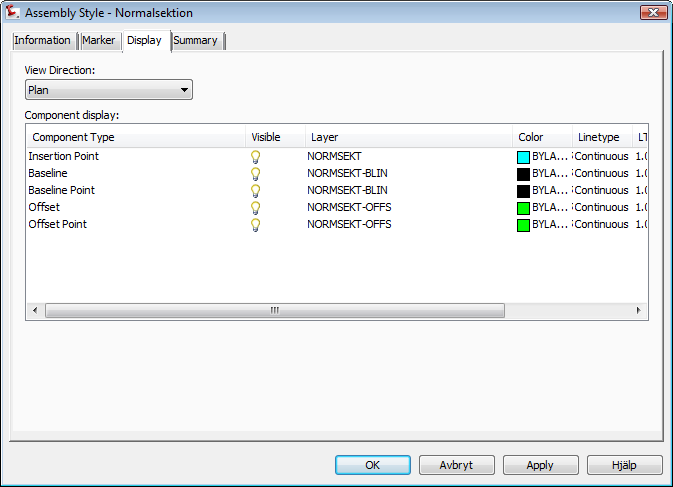 Assembly Style - Normalsektion
Information Marker Display Summary
View Direction:
Plan
Component display:
Component Type Visible Layer Color Linetype LT
Insertion Point NORMSEKT BYLA... Continuous 1.0
Baseline NORMSEKT-BLIN BYLA... Continuous 1.0
Baseline Point NORMSEKT-BLIN BYLA... Continuous 1.0
Offset NORMSEKT-OFFS BYLA... Continuous 1.0
Offset Point NORMSEKT-OFFS BYLA... Continuous 1.0
OK Avbryt Apply Hjälp